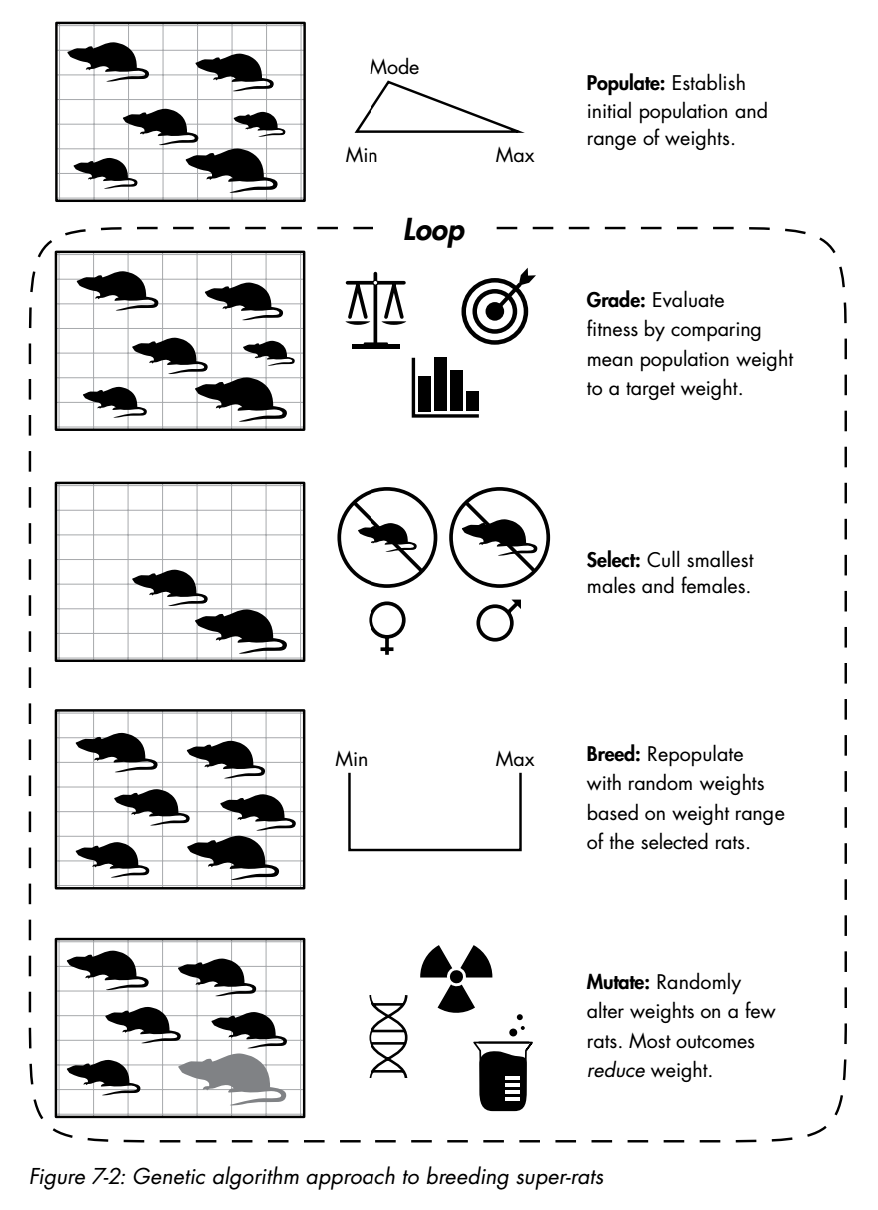 Mode
Min
Max
Populate: Establish
initial population and
range of weights.
Loop
Grade: Evaluate
fitness by comparing
mean population weight
to a target weight.
Select: Cull smallest
males and females.
Min
Max
Breed: Repopulate
with random weights
based on weight range
of the selected rats.
Mutate: Randomly
alter weights on a few
rats. Most outcomes
reduce weight.
Figure 7-2: Genetic algorithm approach to breeding super-rats